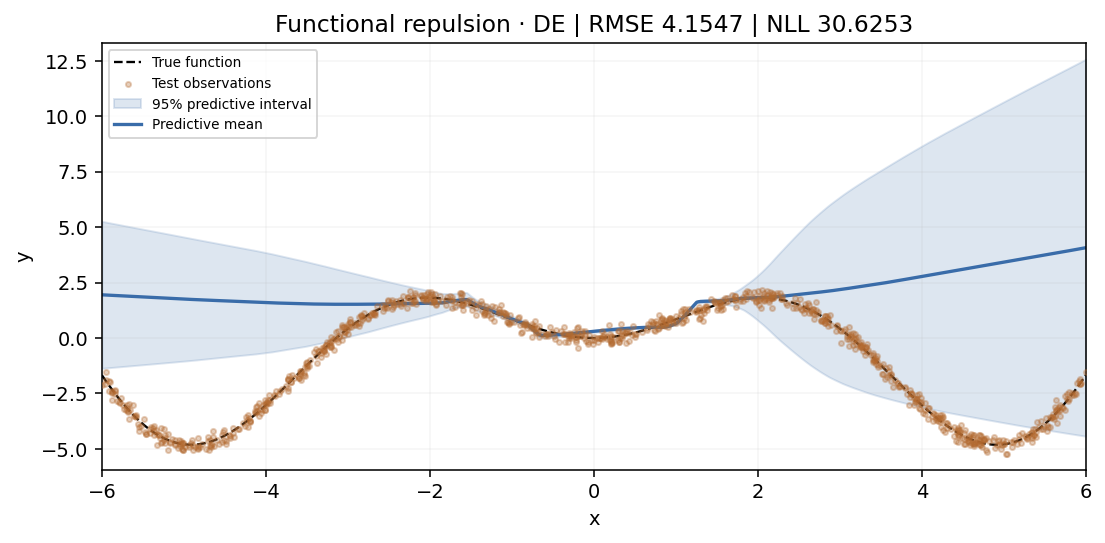 Functional repulsion · DE | RMSE 4.1547 | NLL 30.6253
True function
Test observations
95% predictive interval
Predictive mean
12.5
10.0
7.5
5.0
2.5
0.0
−2.5
−5.0
y
−6
−4
−2
0
2
4
6
x